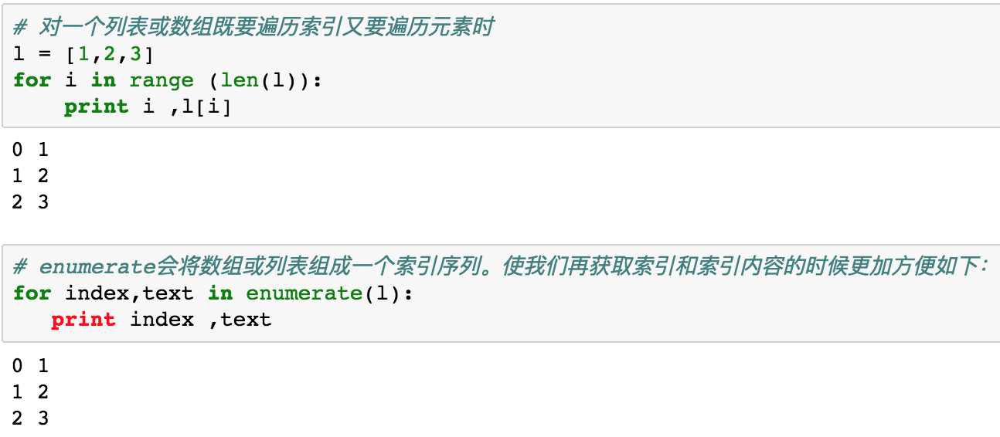 # 对一个列表或数组既要遍历索引又要遍历元素时
l = [1,2,3]
for i in range (len(l)):
    print i ,l[i]
0 1
1 2
2 3
# enumerate会将数组或列表组成一个索引序列。使我们再获取索引和索引内容的时候更加方便如下：
for index,text in enumerate(l):
   print index ,text
0 1
1 2
2 3